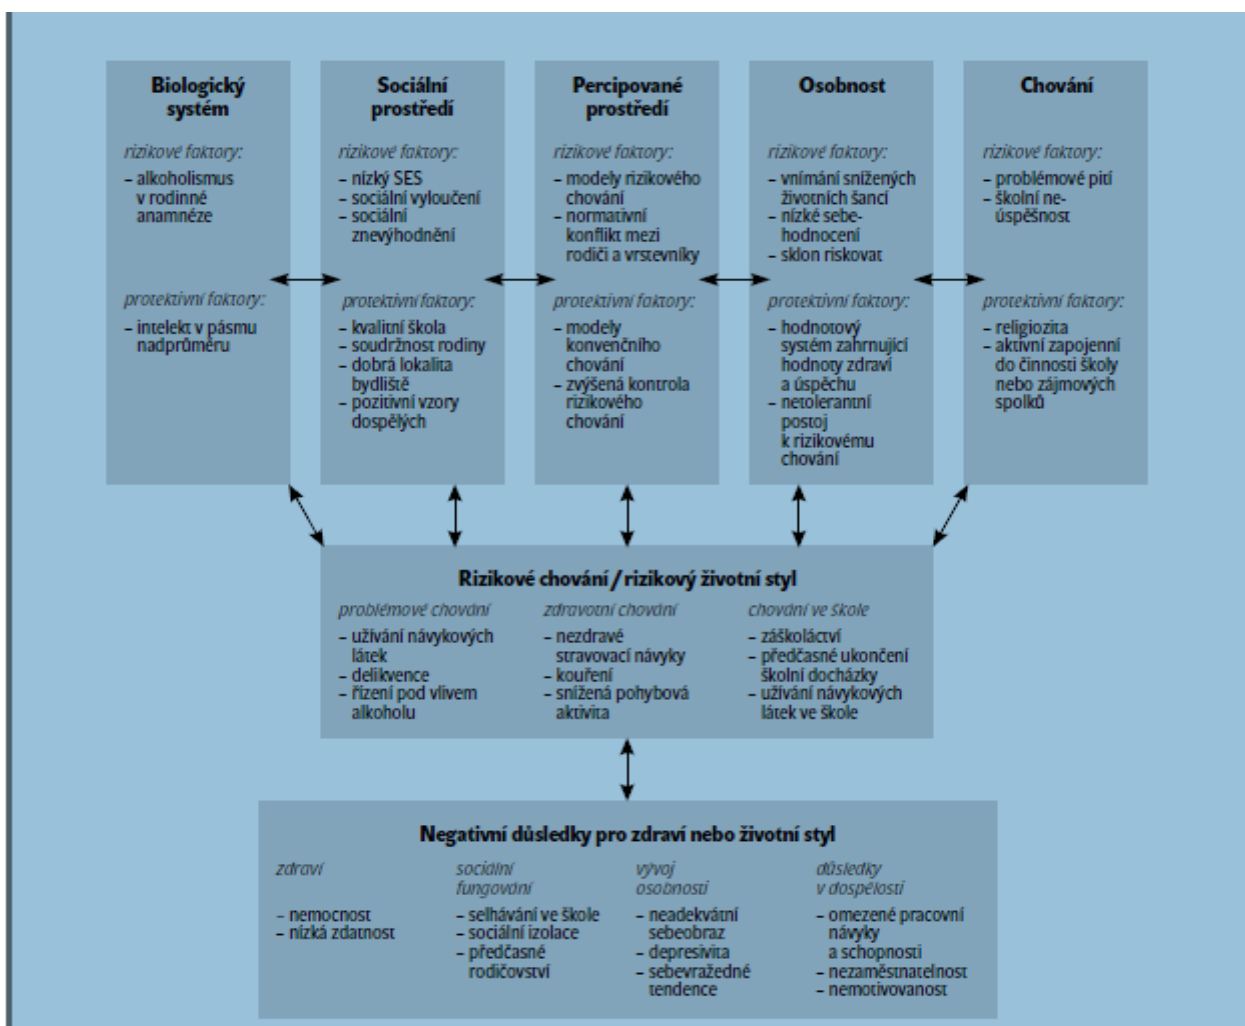 Biologický
systém
rizikové faktory:
– alkoholismus
v rodinné
anamnéze
protektivní faktory:
– intelekt v pásmu
nadprůměru
Sociální
prostředí
rizikové faktory:
– nízký SES
– sociální vyloučení
– sociální
znevýhodnění
protektivní faktory:
– kvalitní škola
– soudržnost rodiny
– dobrá lokalita
bydliště
– pozitivní vzory
dospělých
Percipované
prostředí
rizikové faktory:
– modely rizikového
chování
– normativní
konflikt mezi
rodiči a vrstevníky
protektivní faktory:
– modely
konvenčního
chování
– zvýšená kontrola
rizikového
chování
Osobnost
rizikové faktory:
– vnímání snížených
životních šancí
– nízké sebe-
hodnocení
– sklon riskovat
protektivní faktory:
– hodnotový
systém zahrnující
hodnoty zdraví
a úspěchu
– netolerantní
postoj
k rizikovému
chování
Chování
rizikové faktory:
– problémové pití
– školní ne-
úspěšnost
protektivní faktory:
– religiozita
– aktivní zapojenní
do činnosti školy
nebo zájmových
spolků
Rizikové chování / rizikový životní styl
problémové chování
– užívání návykových
látek
– delikvence
– řízení pod vlivem
alkoholu
zdravotní chování
– nezdravé
stravovací návyky
– kouření
– snížená pohybová
aktivita
chování ve škole
– záškoláctví
– předčasné ukončení
školní docházky
– užívání návykových
látek ve škole
Negativní důsledky pro zdraví nebo životní styl
zdraví
– nemocnost
– nízká zdatnost
sociální
fungování
– selhávání ve škole
– sociální izolace
– předčasné
rodičovství
vývoj
osobnosti
– neadekvátní
sebeobraz
– depresivita
– sebevražedné
tendence
důsledky
v dospělosti
– omezené pracovní
návyky
a schopnosti
– nezaměstnatelnost
– nemotivovanost